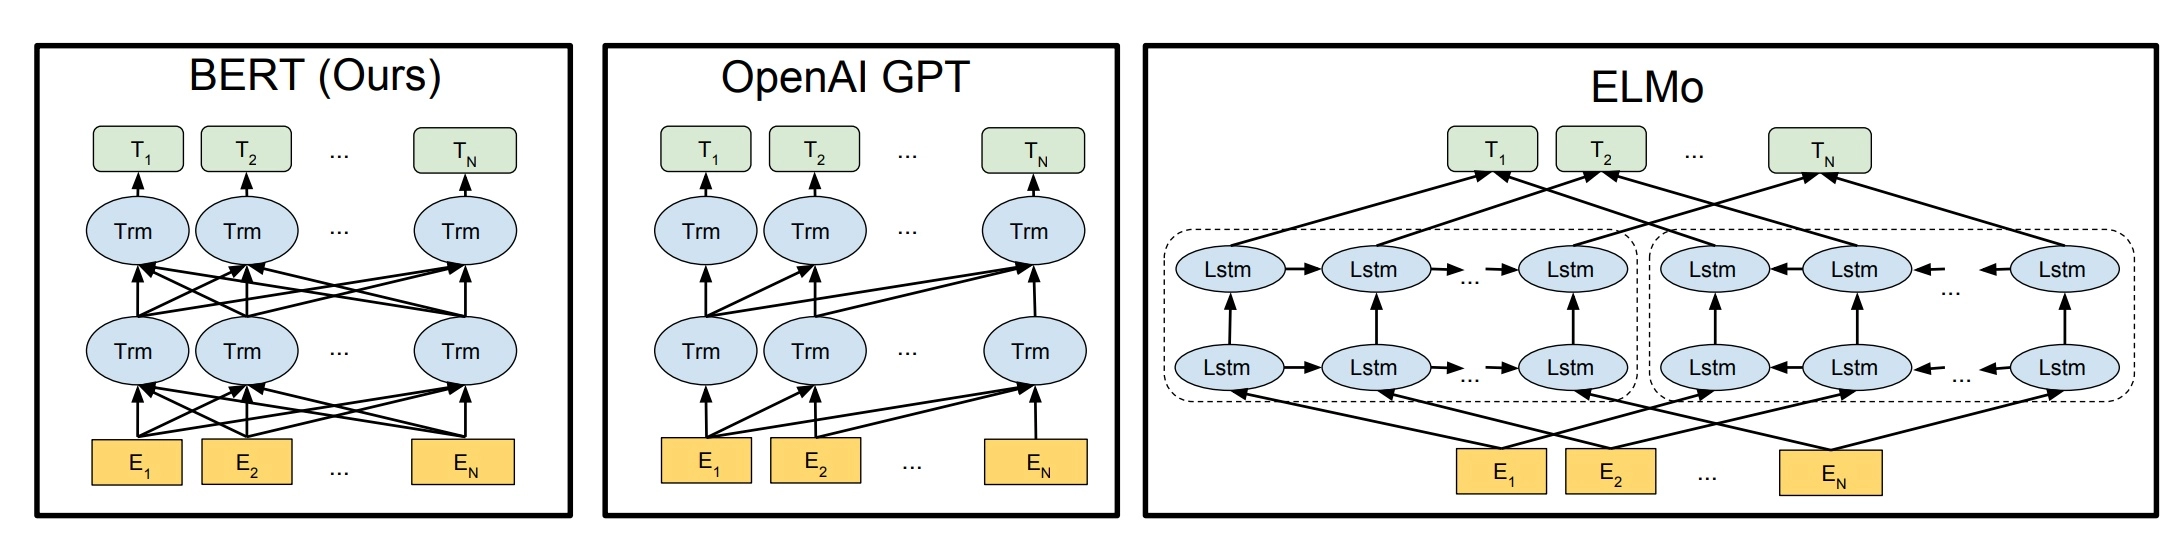 BERT (Ours)
T1 T2 ... TN
Trm Trm ... Trm
Trm Trm ... Trm
E1 E2 ... EN
OpenAI GPT
T1 T2 ... TN
Trm Trm ... Trm
Trm Trm ... Trm
E1 E2 ... EN
ELMo
T1 T2 ... TN
Lstm Lstm ... Lstm Lstm Lstm ... Lstm
Lstm Lstm ... Lstm Lstm Lstm ... Lstm
E1 E2 ... EN